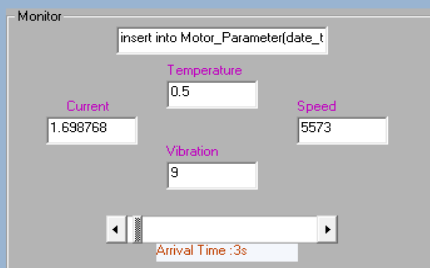 Monitor
insert into Motor_Parameter(date_t
Temperature
0.5
Current
Speed
1.698768
5573
Vibration
9
Arrival Time :3s